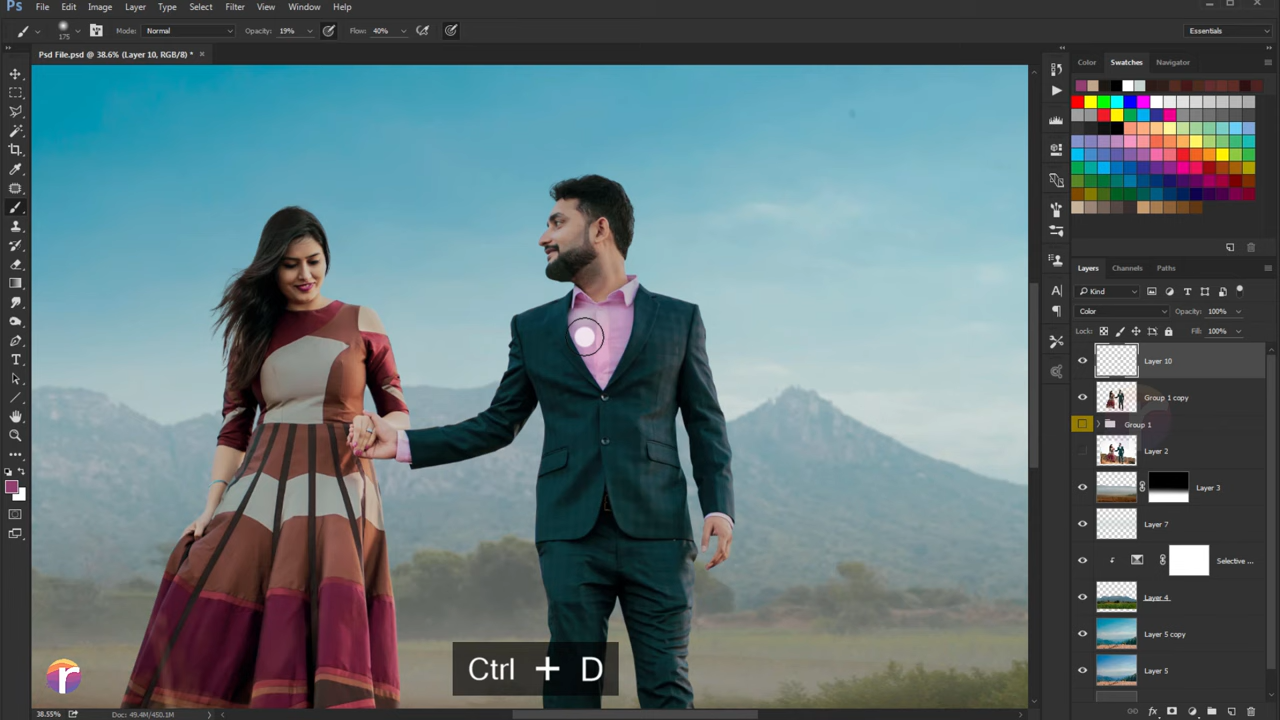 Ps File Edit Image Layer Type Select Filter View Window Help
175 Mode: Normal Opacity: 19% Flow: 40% Essentials
Psd File.psd @ 38.6% (Layer 10, RGB/8) * ×
Color Swatches Navigator
Layers Channels Paths
Kind
Color Opacity: 100%
Lock: Fill: 100%
Layer 10
Group 1 copy
Group 1
Layer 2
Layer 3
Layer 7
Selective ...
Layer 4
Layer 5 copy
Layer 5
Ctrl + D
r
38.55% Doc: 49.4M/450.1M